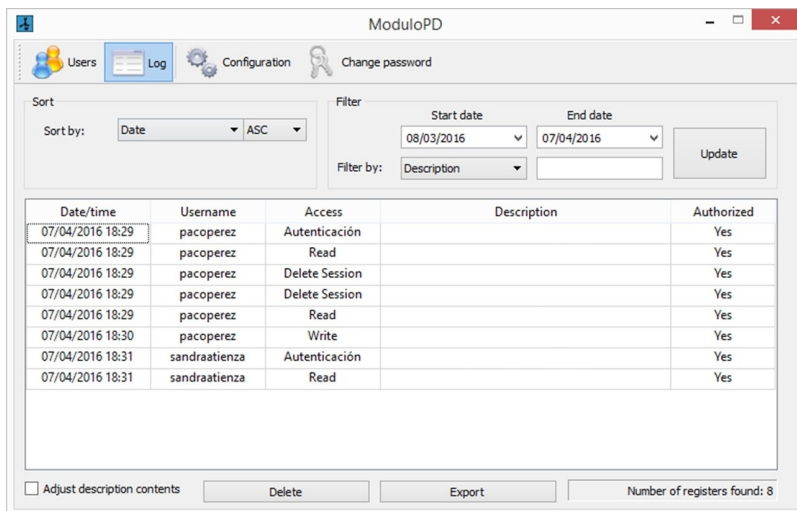 ModuloPD
Users Log Configuration Change password
Sort
Sort by: Date ASC
Filter
Start date End date
08/03/2016 07/04/2016
Filter by: Description
Update
Date/time Username Access Description Authorized
07/04/2016 18:29 pacoperez Autenticación Yes
07/04/2016 18:29 pacoperez Read Yes
07/04/2016 18:29 pacoperez Delete Session Yes
07/04/2016 18:29 pacoperez Delete Session Yes
07/04/2016 18:29 pacoperez Read Yes
07/04/2016 18:30 pacoperez Write Yes
07/04/2016 18:31 sandraatienza Autenticación Yes
07/04/2016 18:31 sandraatienza Read Yes
Adjust description contents Delete Export Number of registers found: 8